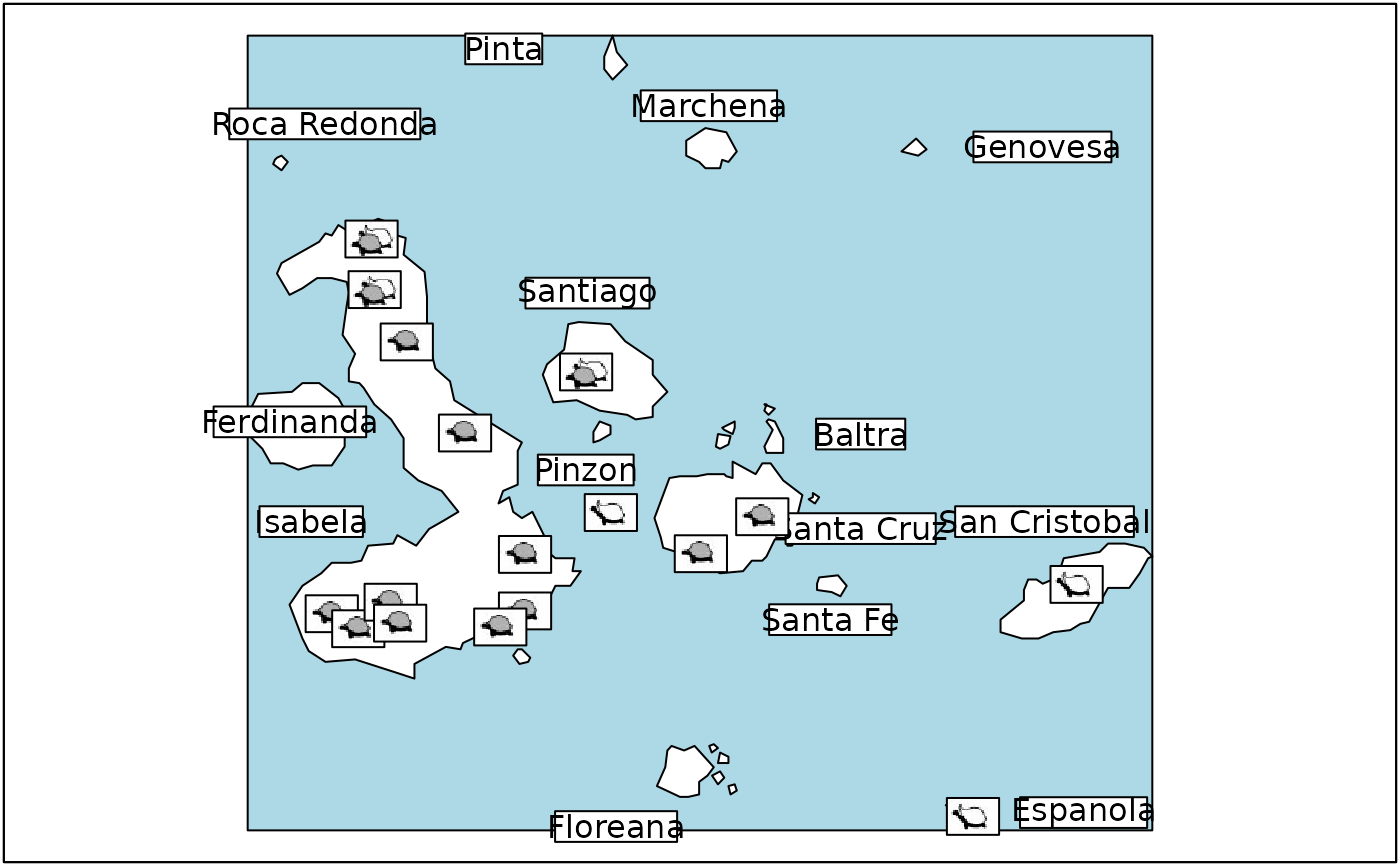 Pinta
Marchena
Roca Redonda
Genovesa
Santiago
Ferdinanda
Baltra
Pinzon
Isabela
Santa Cruz
San Cristobal
Santa Fe
Floreana
Espanola